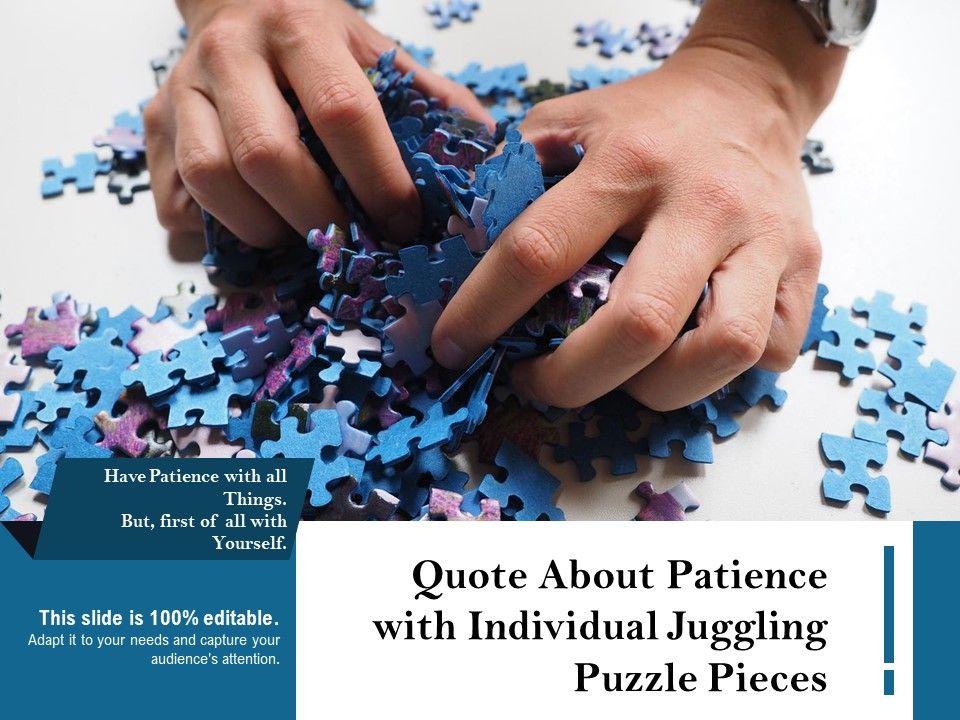 Have Patience with all
Things.
But, first of all with
Yourself.
This slide is 100% editable.
Adapt it to your needs and capture your
audience's attention.
Quote About Patience
with Individual Juggling
Puzzle Pieces